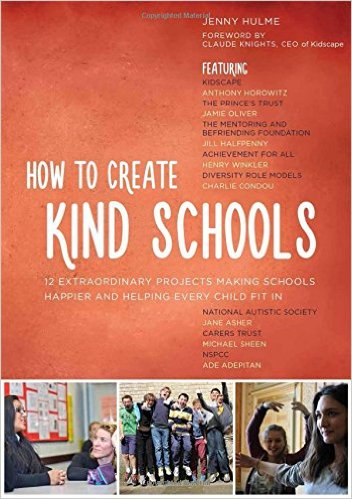 JENNY HULME
FOREWORD BY
CLAUDE KNIGHTS, CEO of Kidscape
FEATURING
KIDSCAPE
ANTHONY HOROWITZ
THE PRINCE'S TRUST
JAMIE OLIVER
THE MENTORING AND
BEFRIENDING FOUNDATION
JILL HALFPENNY
ACHIEVEMENT FOR ALL
HENRY WINKLER
DIVERSITY ROLE MODELS
CHARLIE CONDOU
HOW TO CREATE
KIND SCHOOLS
12 EXTRAORDINARY PROJECTS MAKING SCHOOLS
HAPPIER AND HELPING EVERY CHILD FIT IN
NATIONAL AUTISTIC SOCIETY
JANE ASHER
CARERS TRUST
MICHAEL SHEEN
NSPCC
ADE ADEPITAN